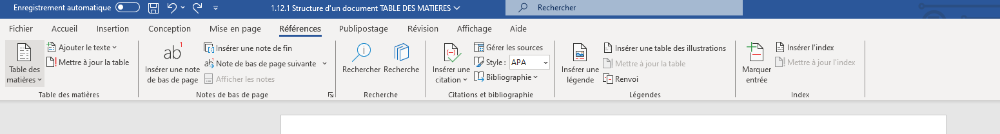 Enregistrement automatique
1.12.1 Structure d'un document TABLE DES MATIERES
Rechercher
Fichier Accueil Insertion Conception Mise en page Références Publipostage Révision Affichage Aide
Table des
matières
Ajouter le texte
Mettre à jour la table
Table des matières
ab1
Insérer une note
de bas de page
Insérer une note de fin
ab1 Note de bas de page suivante
Afficher les notes
Notes de bas de page
Rechercher
Recherche
Recherche
Insérer une
citation
Gérer les sources
Style : APA
Bibliographie
Citations et bibliographie
Insérer une
légende
Insérer une table des illustrations
Mettre à jour la table
Renvoi
Légendes
Marquer
entrée
Insérer l'index
Mettre à jour l'index
Index